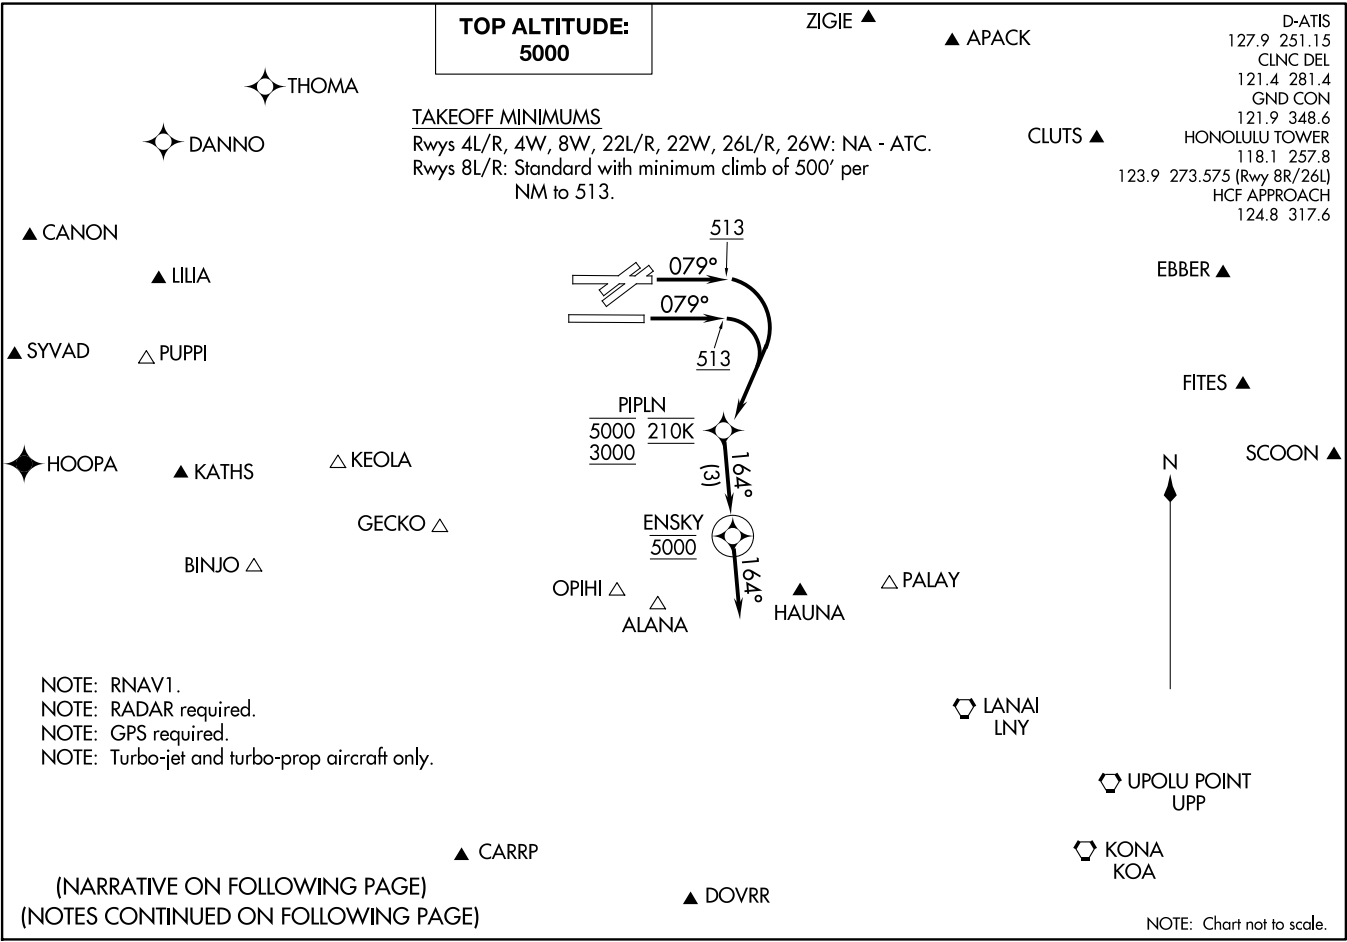 TOP ALTITUDE:
5000
ZIGIE
APACK
D-ATIS
127.9 251.15
CLNC DEL
121.4 281.4
GND CON
121.9 348.6
HONOLULU TOWER
118.1 257.8
123.9 273.575 (Rwy 8R/26L)
HCF APPROACH
124.8 317.6
THOMA
DANNO
TAKEOFF MINIMUMS
Rwys 4L/R, 4W, 8W, 22L/R, 22W, 26L/R, 26W: NA - ATC.
Rwys 8L/R: Standard with minimum climb of 500' per
NM to 513.
CLUTS
CANON
LILIA
513
079°
079°
513
EBBER
SYVAD
PUPPI
FITES
PIPLN
5000 210K
3000
HOOPA
KATHS
KEOLA
164°
(3)
N
SCOON
GECKO
ENSKY
5000
BINJO
164°
OPIHI
ALANA
HAUNA
PALAY
NOTE: RNAV1.
NOTE: RADAR required.
NOTE: GPS required.
NOTE: Turbo-jet and turbo-prop aircraft only.
LANAI
LNY
UPOLU POINT
UPP
KONA
KOA
CARRP
DOVRR
(NARRATIVE ON FOLLOWING PAGE)
(NOTES CONTINUED ON FOLLOWING PAGE)
NOTE: Chart not to scale.